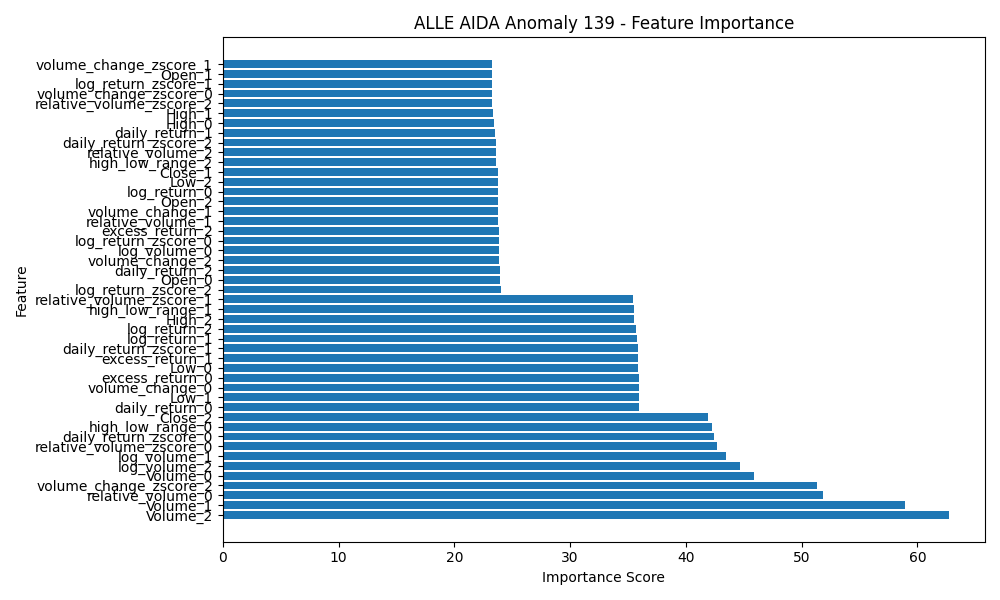 ALLE AIDA Anomaly 139 - Feature Importance
volume_change_zscore_1
Open_1
log_return_zscore_1
volume_change_zscore_0
relative_volume_zscore_2
High_1
High_0
daily_return_1
daily_return_zscore_2
relative_volume_2
high_low_range_2
Close_1
Low_2
log_return_0
Open_2
volume_change_1
relative_volume_1
excess_return_2
log_return_zscore_0
log_volume_0
volume_change_2
daily_return_2
Open_0
log_return_zscore_2
relative_volume_zscore_1
high_low_range_1
High_2
log_return_2
log_return_1
daily_return_zscore_1
excess_return_1
Low_0
excess_return_0
volume_change_0
Low_1
daily_return_0
Close_2
high_low_range_0
daily_return_zscore_0
relative_volume_zscore_0
log_volume_1
log_volume_2
Volume_0
volume_change_zscore_2
relative_volume_0
Volume_1
Volume_2
Feature
0 10 20 30 40 50 60
Importance Score